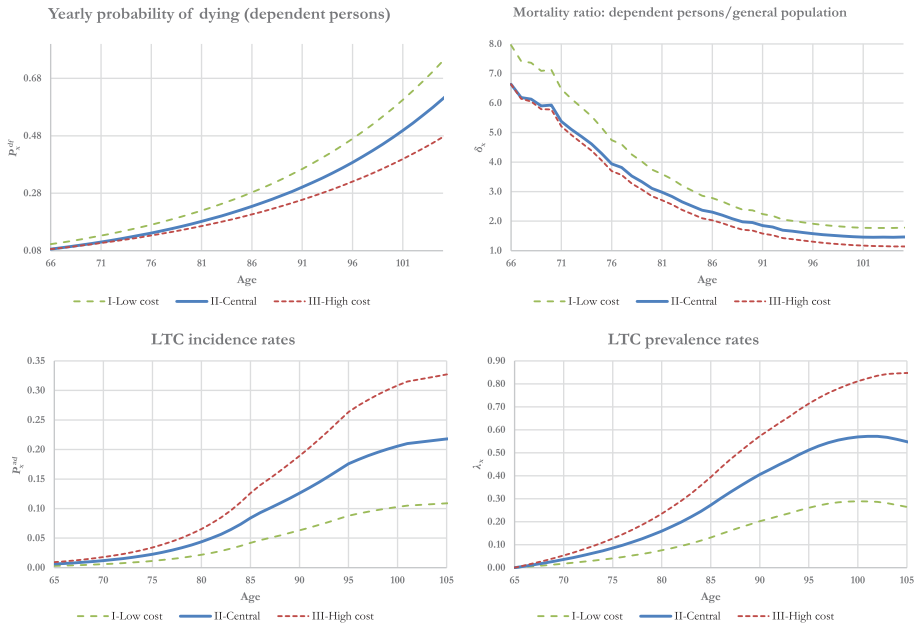 Yearly probability of dying (dependent persons)
0.68
0.48
0.28
0.08
66 71 76 81 86 91 96 101
Age
I-Low cost II-Central III-High cost
Mortality ratio: dependent persons/general population
8.0
7.0
6.0
5.0
4.0
3.0
2.0
1.0
δx
66 71 76 81 86 91 96 101
Age
I-Low cost II-Central III-High cost
LTC incidence rates
0.35
0.30
0.25
0.20
0.15
0.10
0.05
0.00
65 70 75 80 85 90 95 100 105
Age
I-Low cost II-Central III-High cost
LTC prevalence rates
0.90
0.80
0.70
0.60
0.50
0.40
0.30
0.20
0.10
0.00
λx
65 70 75 80 85 90 95 100 105
Age
I-Low cost II-Central III-High cost